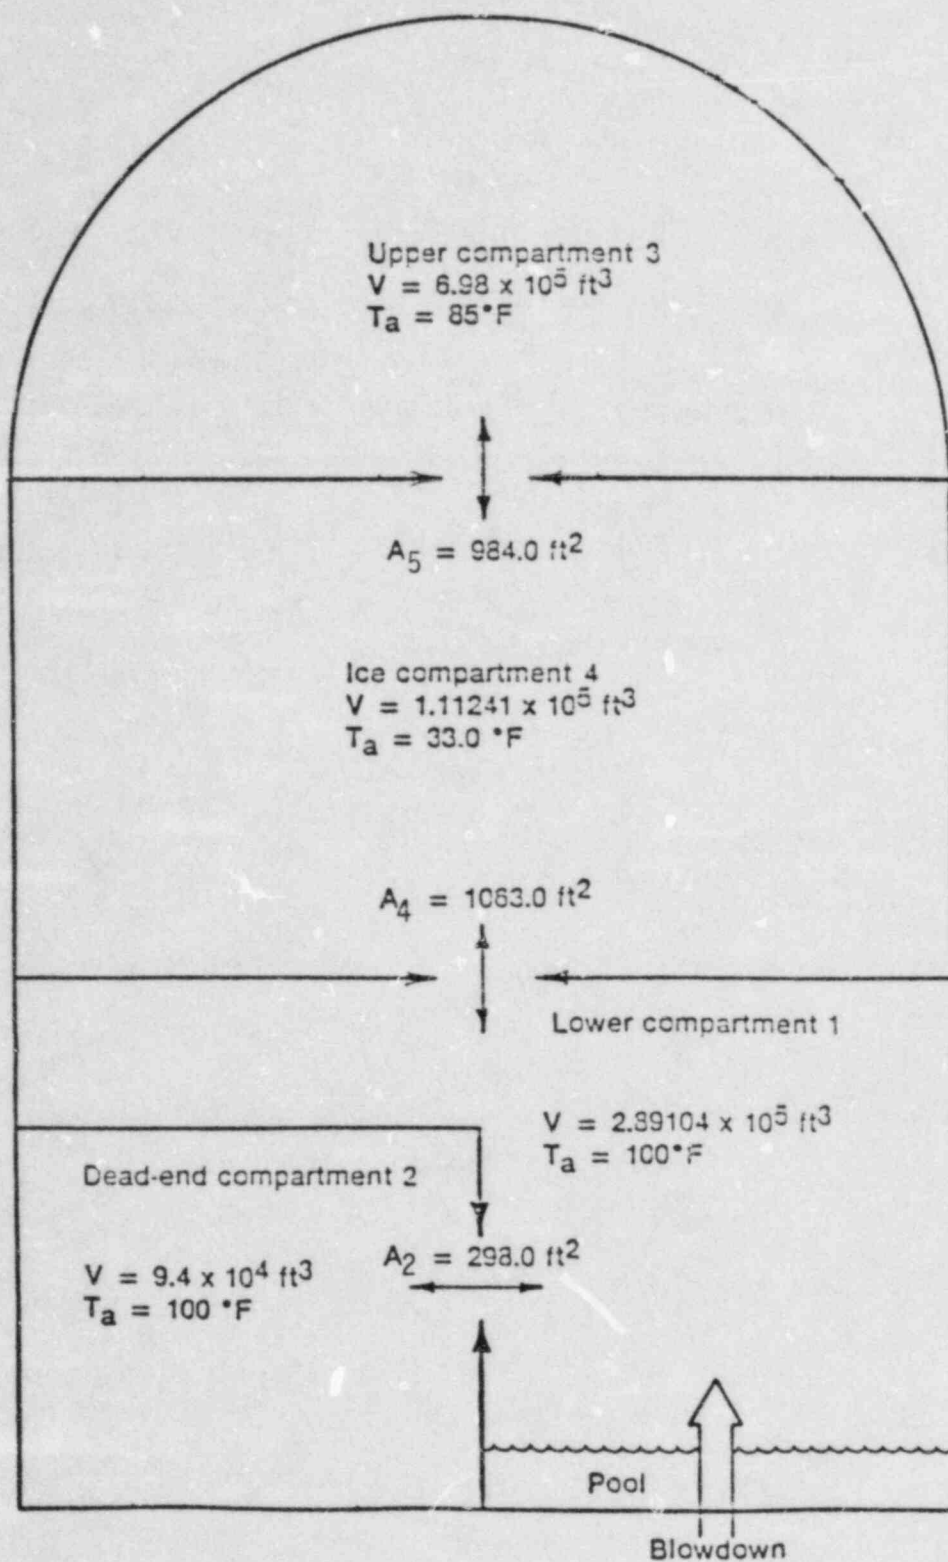 Upper compartment 3
V = 6.98 x 10⁵ ft³
Tₐ = 85°F
A₅ = 984.0 ft²
Ice compartment 4
V = 1.11241 x 10⁵ ft³
Tₐ = 33.0 °F
A₄ = 1063.0 ft²
Lower compartment 1
V = 2.89104 x 10⁵ ft³
Tₐ = 100°F
Dead-end compartment 2
A₂ = 298.0 ft²
V = 9.4 x 10⁴ ft³
Tₐ = 100 °F
Pool
Blowdown